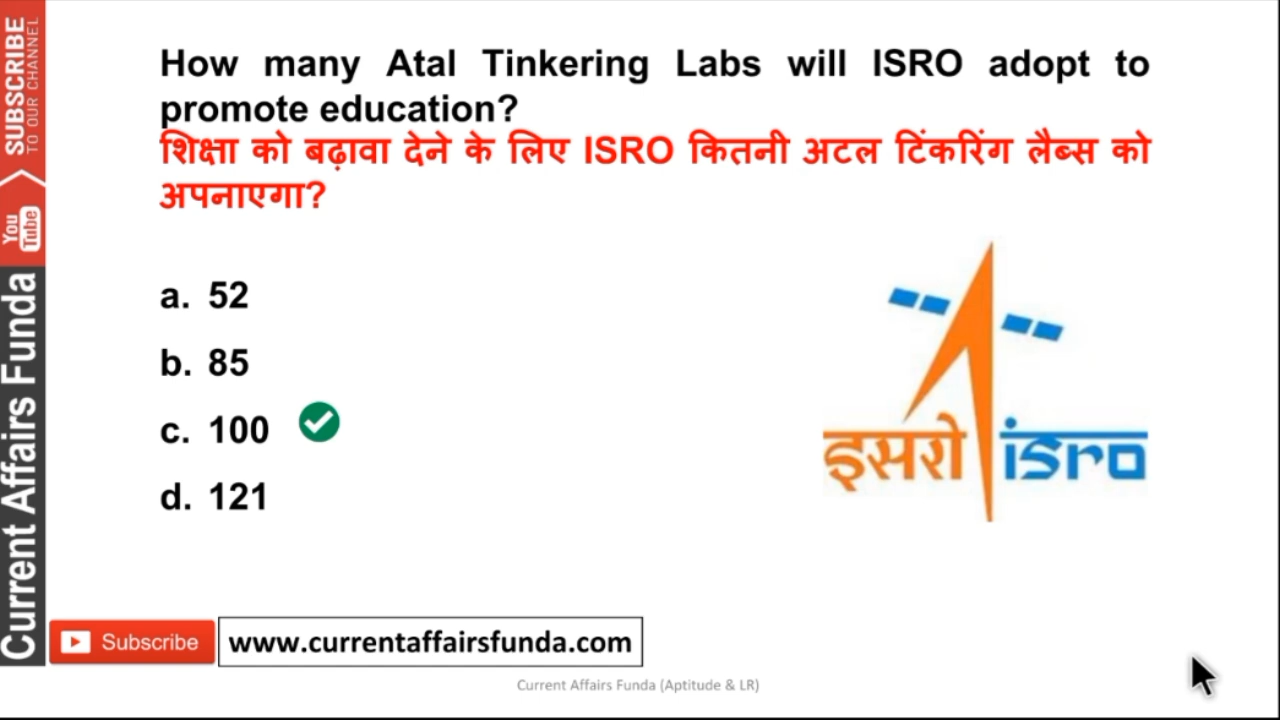 How many Atal Tinkering Labs will ISRO adopt to
promote education?
शिक्षा को बढ़ावा देने के लिए ISRO कितनी अटल टिंकरिंग लैब्स को
अपनाएगा?
a. 52
b. 85
c. 100
d. 121
इसरो isro
SUBSCRIBE
TO OUR CHANNEL
You Tube
Current Affairs Funda
Subscribe
www.currentaffairsfunda.com
Current Affairs Funda (Aptitude & LR)